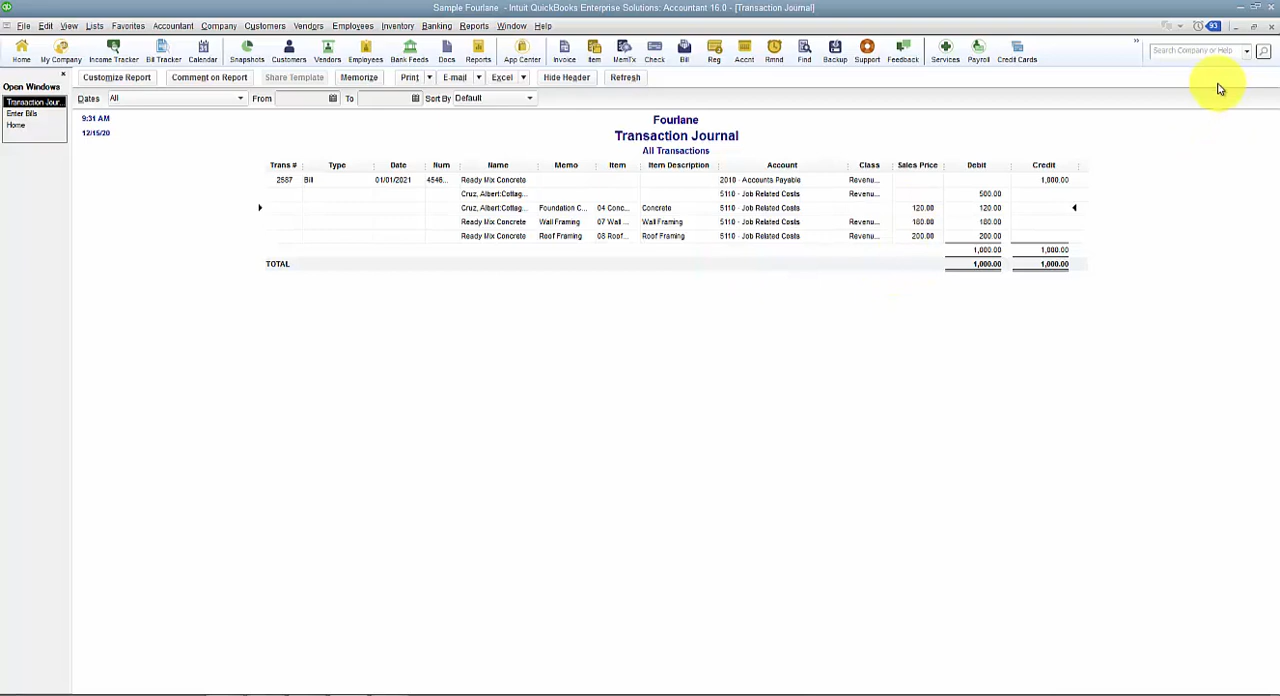 Sample Fourlane - Intuit QuickBooks Enterprise Solutions: Accountant 16.0 - [Transaction Journal]
File Edit View Lists Favorites Accountant Company Customers Vendors Employees Inventory Banking Reports Window Help 93
Home My Company Income Tracker Bill Tracker Calendar Snapshots Customers Vendors Employees Bank Feeds Docs Reports App Center Invoice Item MemTx Check Bill Reg Accnt Rmnd Find Backup Support Feedback Services Payroll Credit Cards Search Company or Help
Open Windows
Transaction Jour...
Enter Bills
Home
Customize Report Comment on Report Share Template Memorize Print E-mail Excel Hide Header Refresh
Dates All From To Sort By Default
9:31 AM
12/15/20
Fourlane
Transaction Journal
All Transactions
Trans # Type Date Num Name Memo Item Item Description Account Class Sales Price Debit Credit
2587 Bill 01/01/2021 4546... Ready Mix Concrete 2010 · Accounts Payable Revenu... 1,000.00
Cruz, Albert:Cottag... 5110 · Job Related Costs Revenu... 500.00
Cruz, Albert:Cottag... Foundation C... 04 Conc... Concrete 5110 · Job Related Costs 120.00 120.00
Ready Mix Concrete Wall Framing 07 Wall ... Wall Framing 5110 · Job Related Costs Revenu... 180.00 180.00
Ready Mix Concrete Roof Framing 08 Roof... Roof Framing 5110 · Job Related Costs Revenu... 200.00 200.00
1,000.00 1,000.00
TOTAL 1,000.00 1,000.00